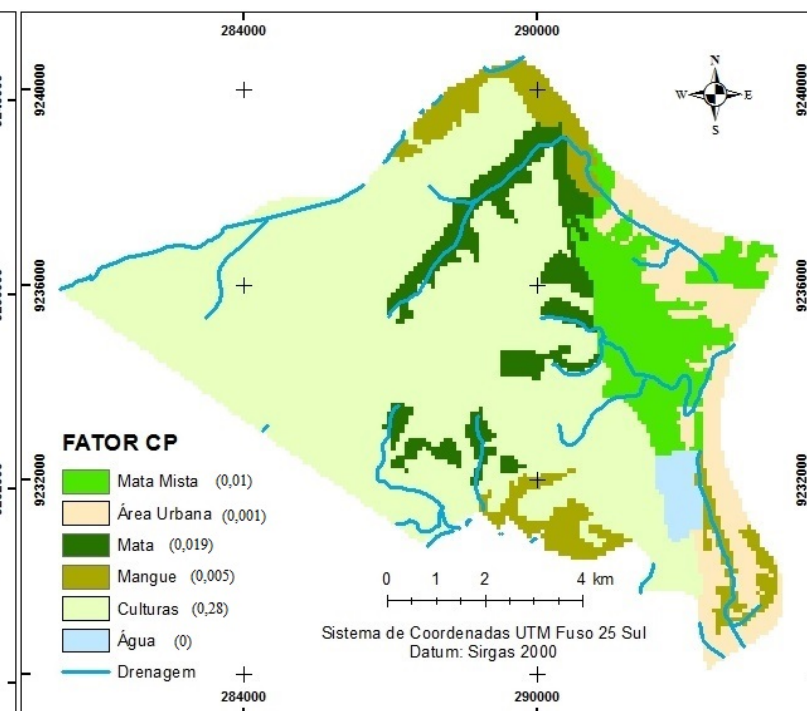 284000
290000
N
W
E
S
9240000
9240000
9236000
9236000
9232000
9232000
FATOR CP
Mata Mista (0,01)
Área Urbana (0,001)
Mata (0,019)
Mangue (0,005)
Culturas (0,28)
Água (0)
Drenagem
0 1 2 4 km
Sistema de Coordenadas UTM Fuso 25 Sul
Datum: Sirgas 2000
284000
290000